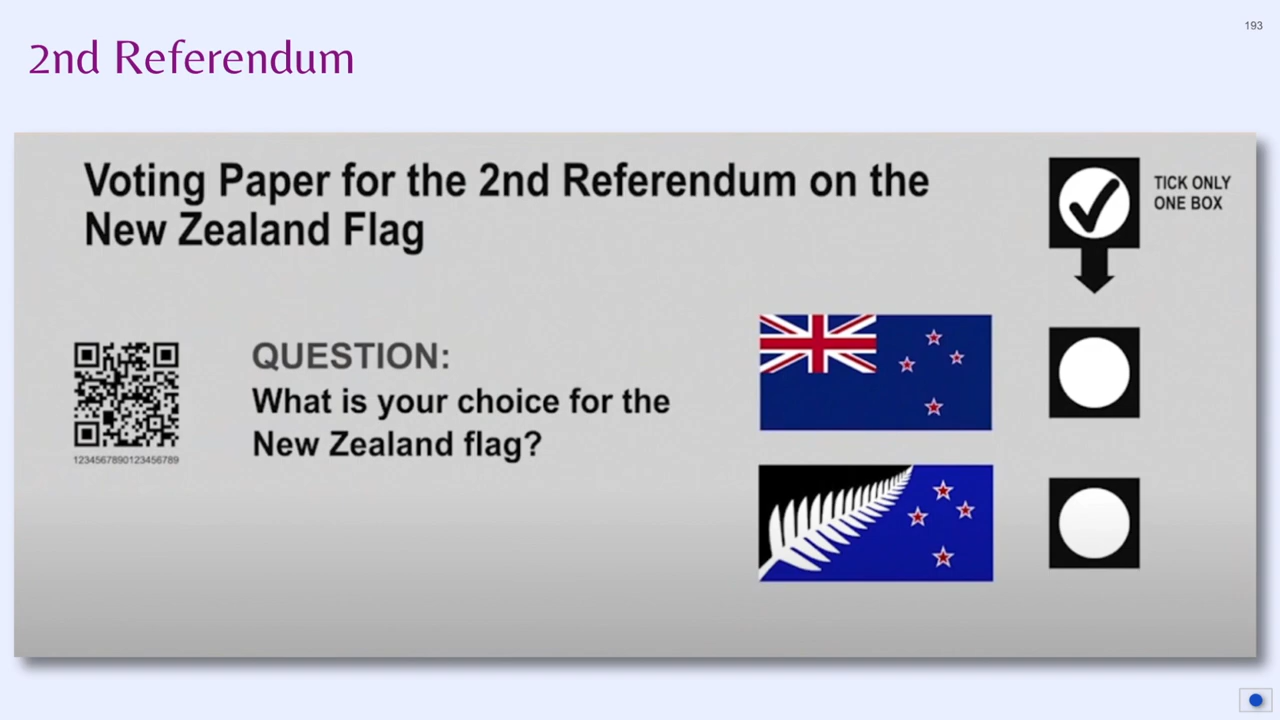 193
2nd Referendum
Voting Paper for the 2nd Referendum on the
New Zealand Flag
TICK ONLY
ONE BOX
QUESTION:
What is your choice for the
New Zealand flag?
1234567890123456789